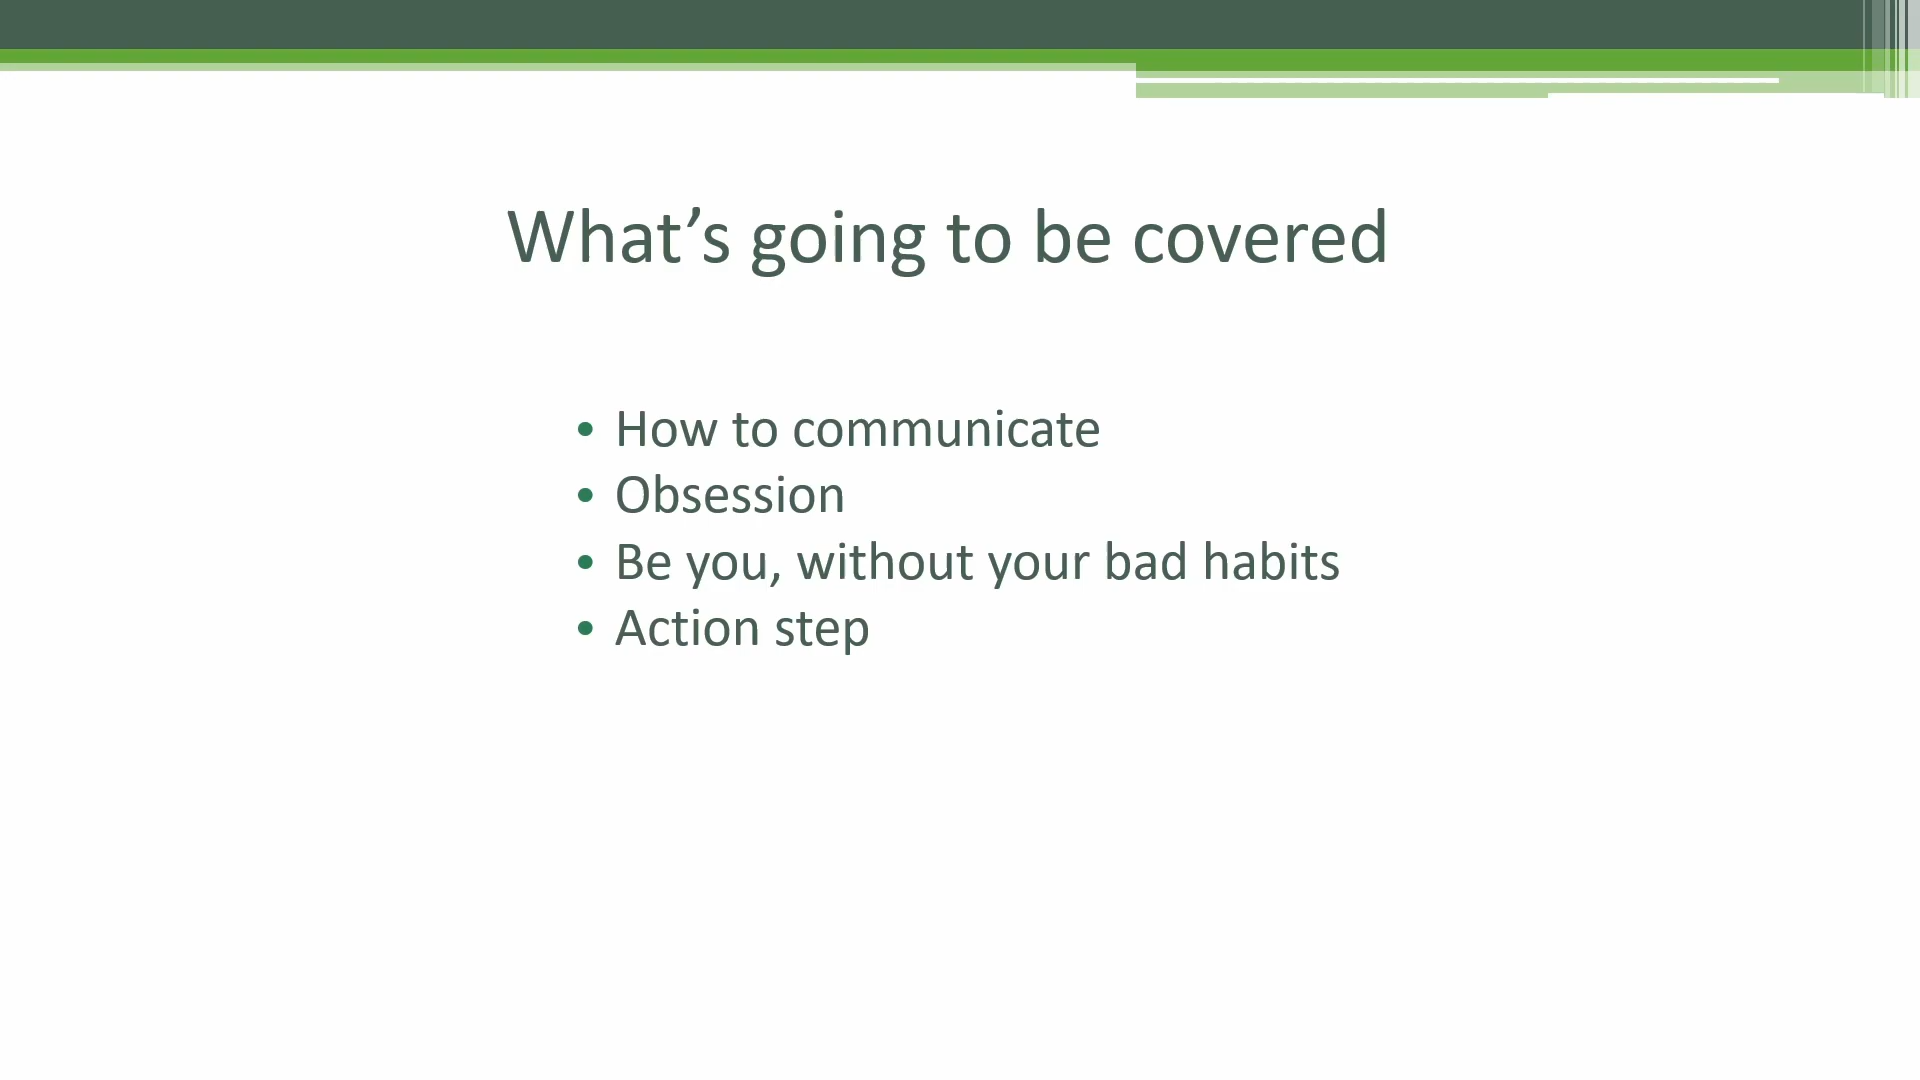 What’s going to be covered
• How to communicate
• Obsession
• Be you, without your bad habits
• Action step